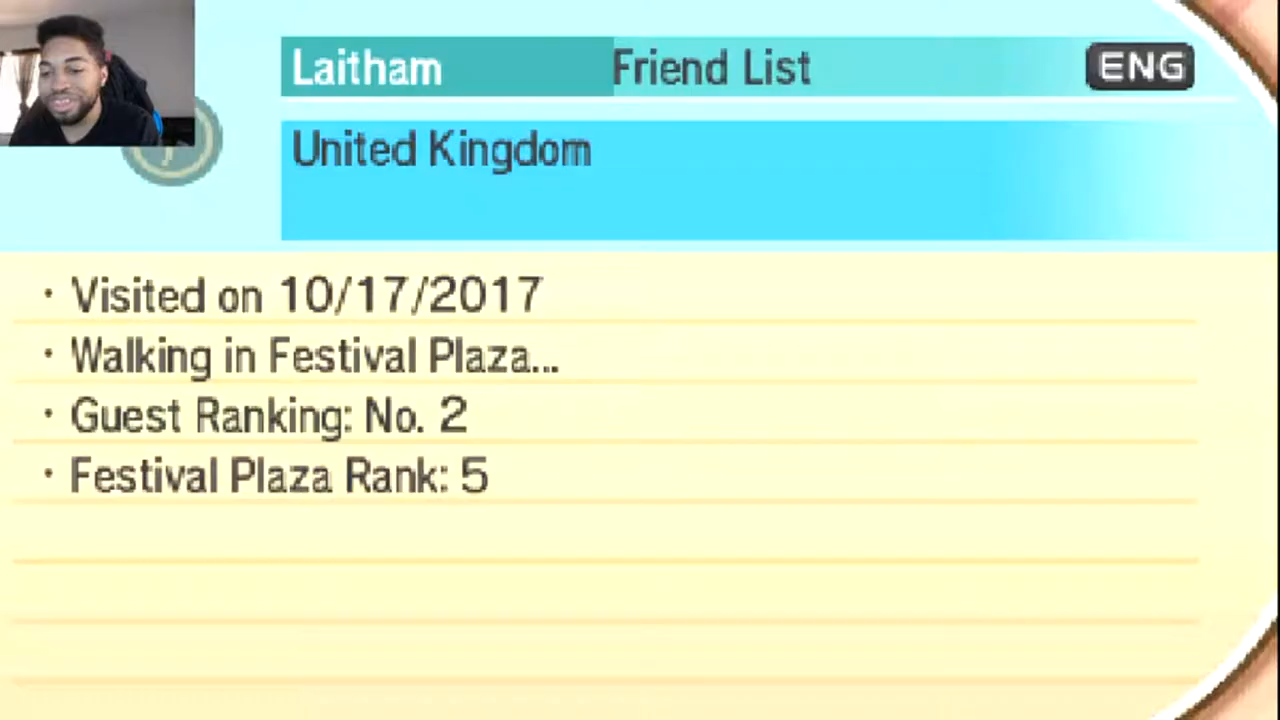 Laitham Friend List ENG
United Kingdom
· Visited on 10/17/2017
· Walking in Festival Plaza...
· Guest Ranking: No. 2
· Festival Plaza Rank: 5